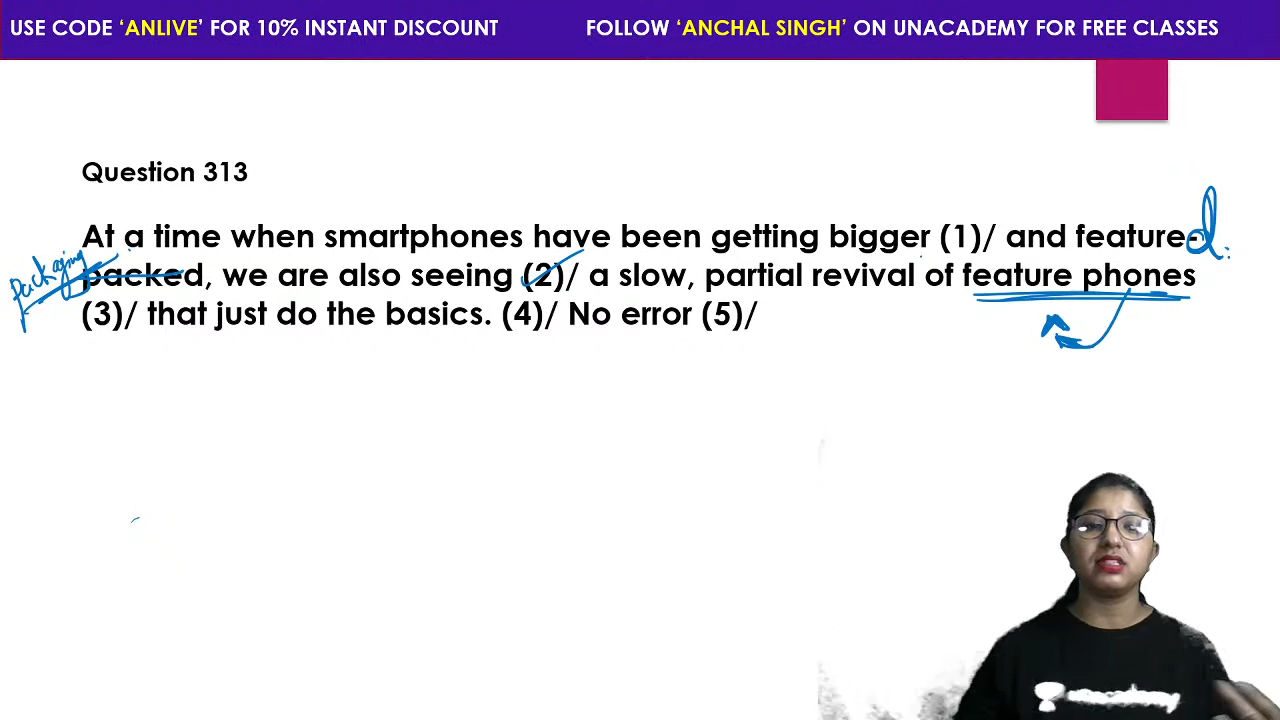 USE CODE ‘ANLIVE’ FOR 10% INSTANT DISCOUNT FOLLOW ‘ANCHAL SINGH’ ON UNACADEMY FOR FREE CLASSES
Question 313
At a time when smartphones have been getting bigger (1)/ and feature-
packed, we are also seeing (2)/ a slow, partial revival of feature phones
(3)/ that just do the basics. (4)/ No error (5)/
packaging
d
unacademy